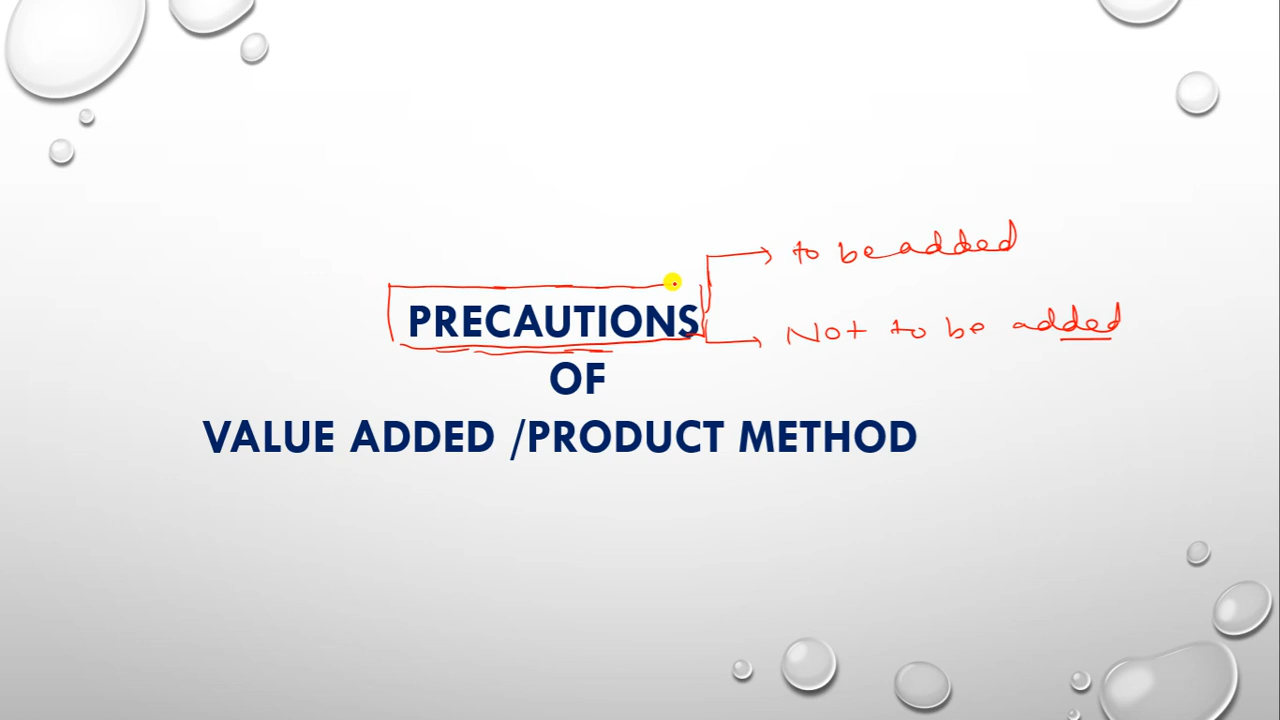 to be added
PRECAUTIONS
Not to be added
OF
VALUE ADDED /PRODUCT METHOD